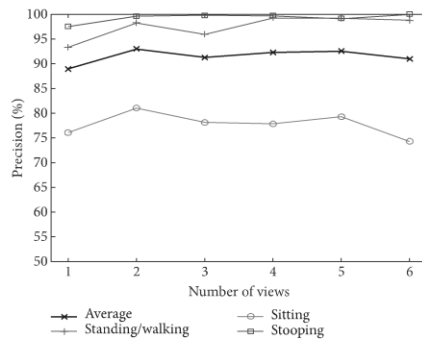 100
95
90
85
80
75
70
65
60
55
50
Precision (%)
1 2 3 4 5 6
Number of views
Average
Standing/walking
Sitting
Stooping